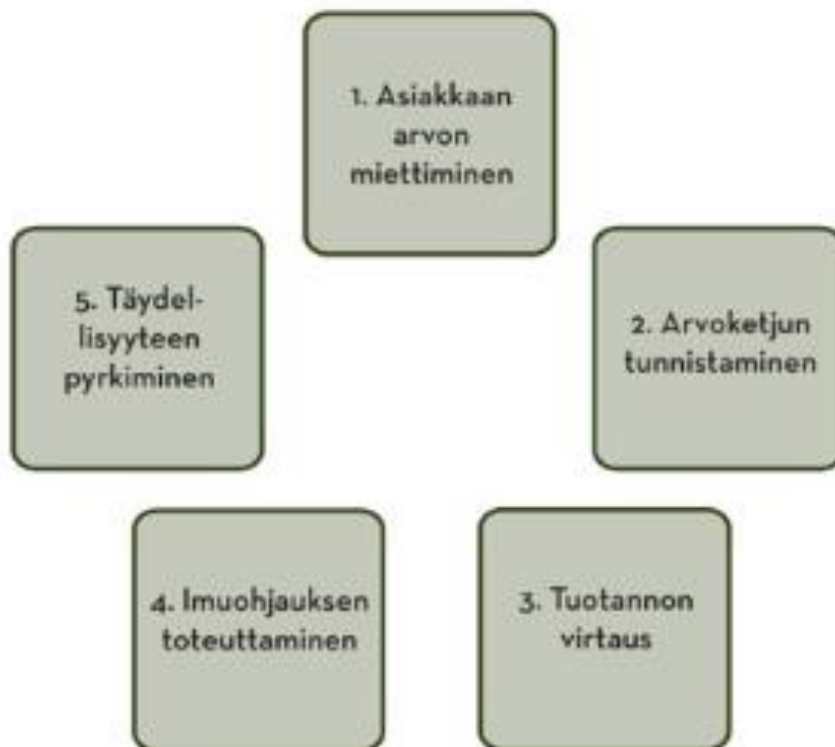 1. Asiakkaan
arvon
miettiminen
2. Arvoketjun
tunnistaminen
3. Tuotannon
virtaus
4. Imuohjauksen
toteuttaminen
5. Täydel-
lisyyteen
pyrkiminen